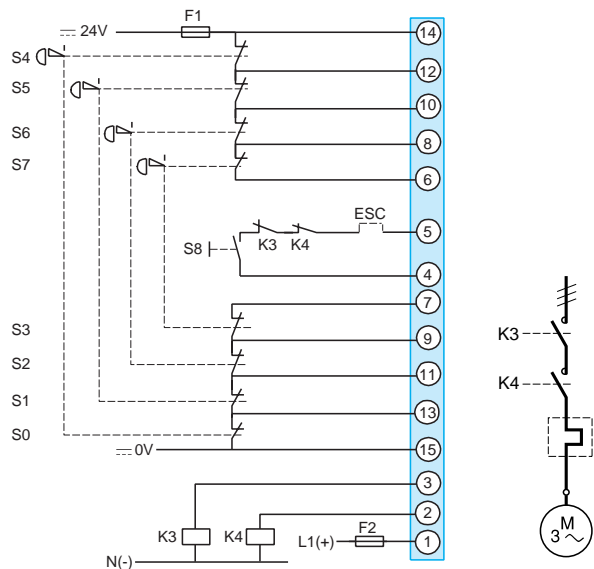 F1
24V
14
S4
12
S5
10
S6
8
S7
6
ESC
5
S8
K3
K4
4
7
S3
9
S2
11
S1
13
S0
0V
15
3
2
K3
K4
L1(+)
F2
1
N(-)
K3
K4
M
3 ~